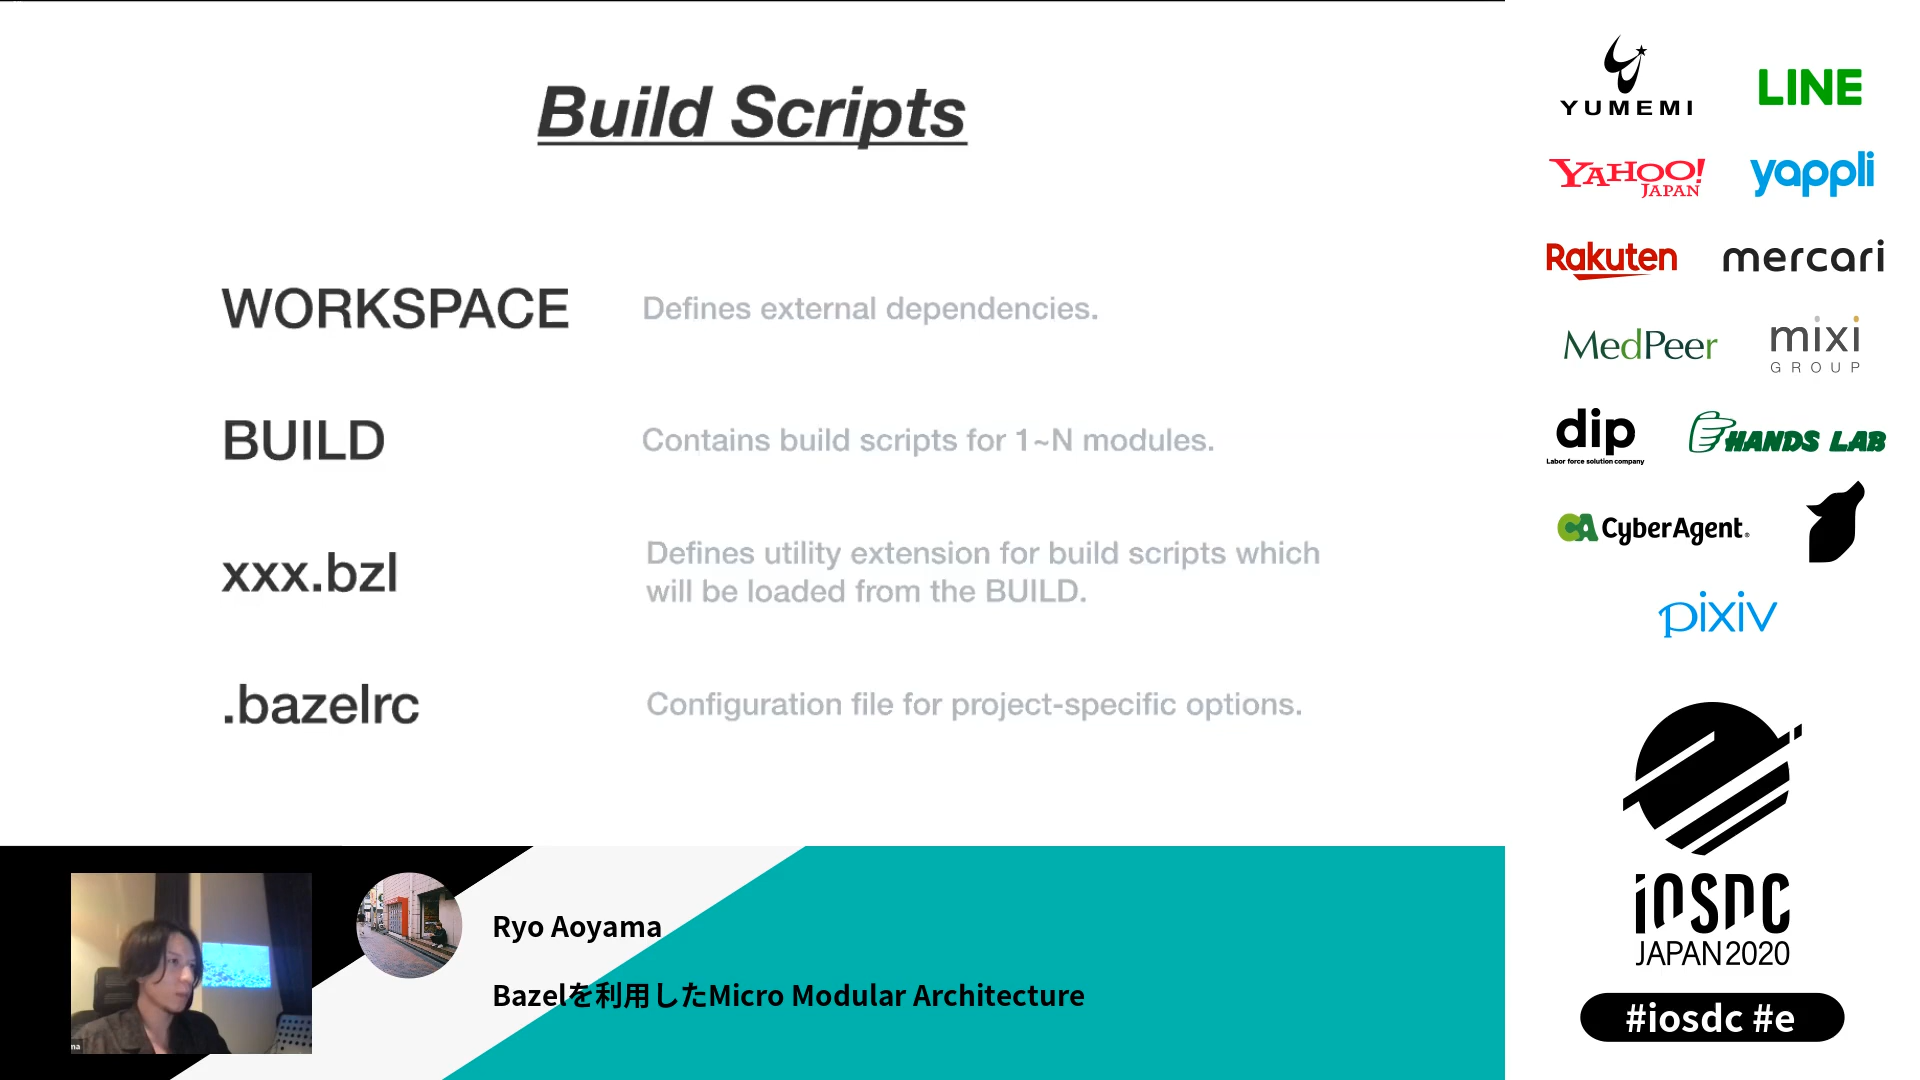 Build Scripts
WORKSPACE
Defines external dependencies.
BUILD
Contains build scripts for 1~N modules.
xxx.bzl
Defines utility extension for build scripts which
will be loaded from the BUILD.
.bazelrc
Configuration file for project-specific options.
ma
Ryo Aoyama
Bazelを利用したMicro Modular Architecture
YUMEMI
LINE
YAHOO!
JAPAN
yappli
Rakuten
mercari
MedPeer
mixi
GROUP
dip
Labor force solution company
HANDS LAB
CA CyberAgent.
pixiv
iOSDC
JAPAN2020
#iosdc #e